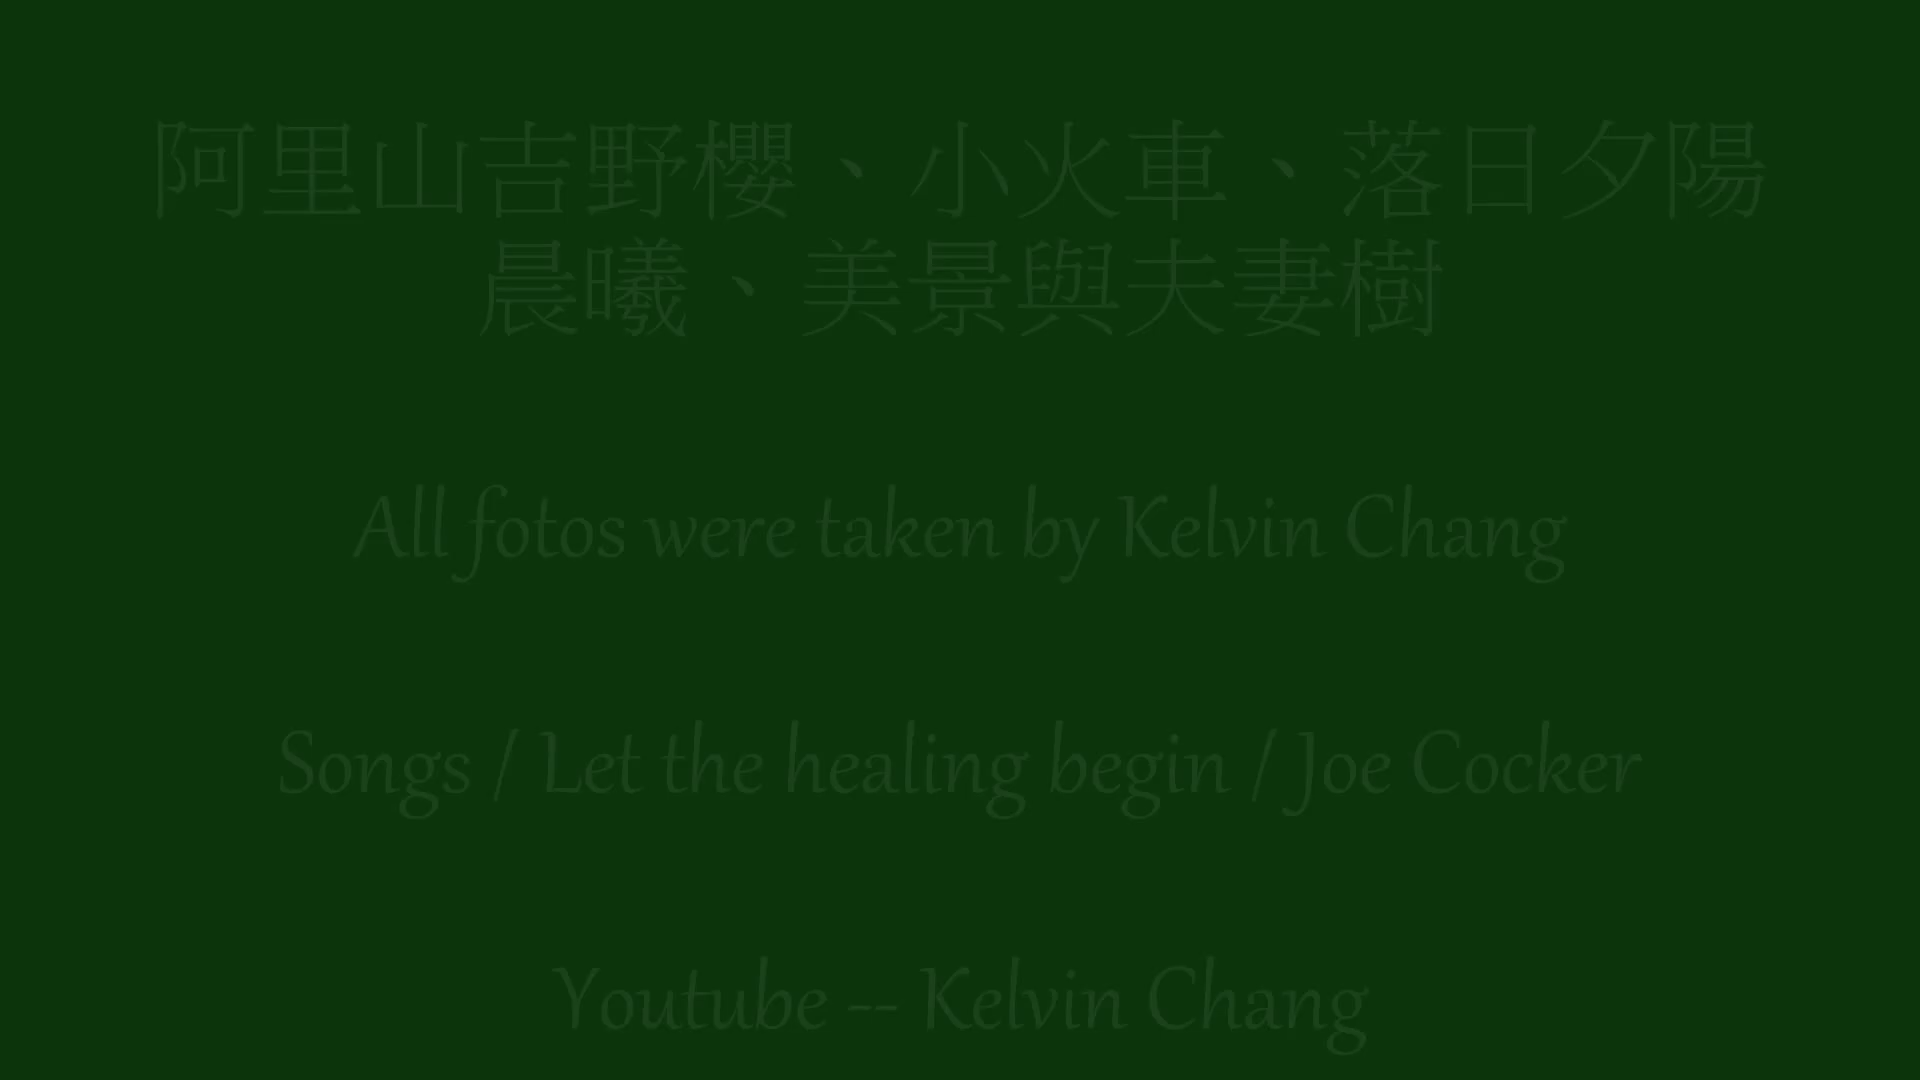 阿里山吉野櫻、小火車、落日夕陽
晨曦、美景與夫妻樹
All fotos were taken by Kelvin Chang
Songs / Let the healing begin / Joe Cocker
Youtube -- Kelvin Chang